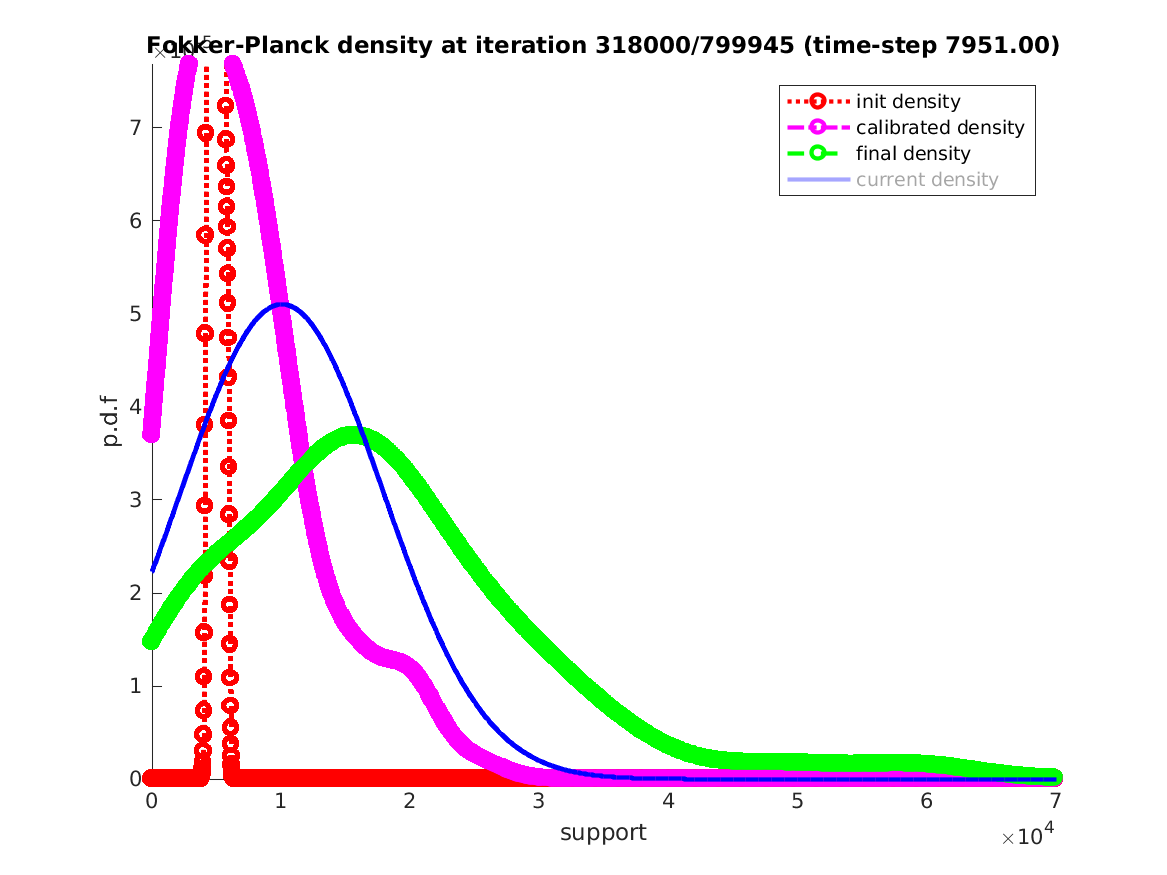 Fokker-Planck density at iteration 318000/799945 (time-step 7951.00)
init density
calibrated density
final density
current density
p.d.f
7
6
5
4
3
2
1
0
0 1 2 3 4 5 6 7
support
×10^4